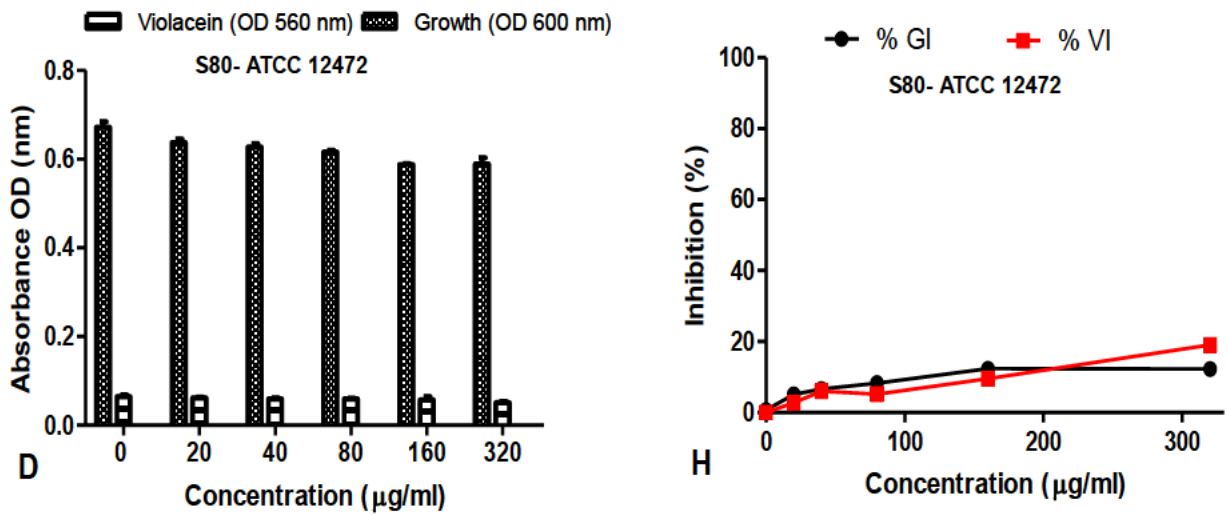 Violacein (OD 560 nm) Growth (OD 600 nm)
S80- ATCC 12472
0.8
0.6
0.4
0.2
0.0
Absorbance OD (nm)
0 20 40 80 160 320
D
Concentration (μg/ml)
% GI % VI
S80- ATCC 12472
100
80
60
40
20
0
Inhibition (%)
0 100 200 300
H
Concentration (μg/ml)